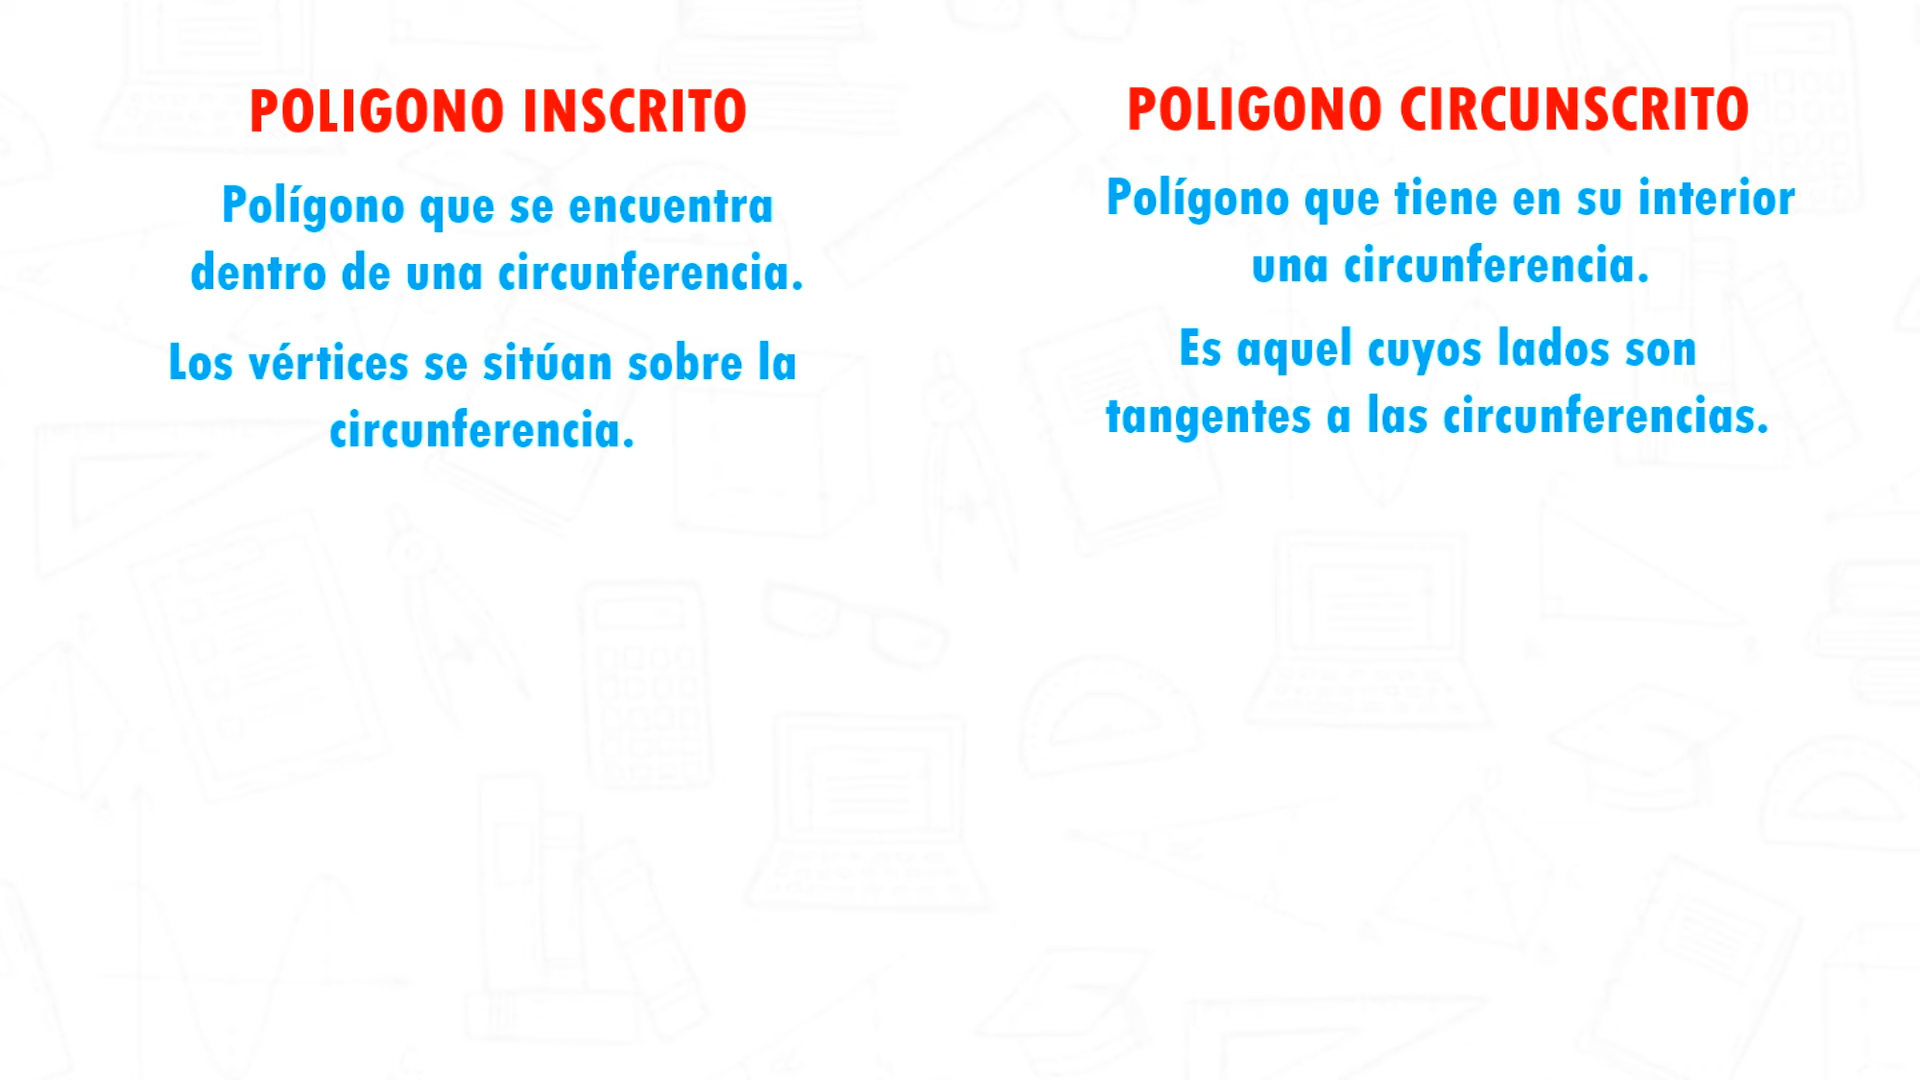 POLIGONO INSCRITO
Polígono que se encuentra
dentro de una circunferencia.
Los vértices se sitúan sobre la
circunferencia.
POLIGONO CIRCUNSCRITO
Polígono que tiene en su interior
una circunferencia.
Es aquel cuyos lados son
tangentes a las circunferencias.